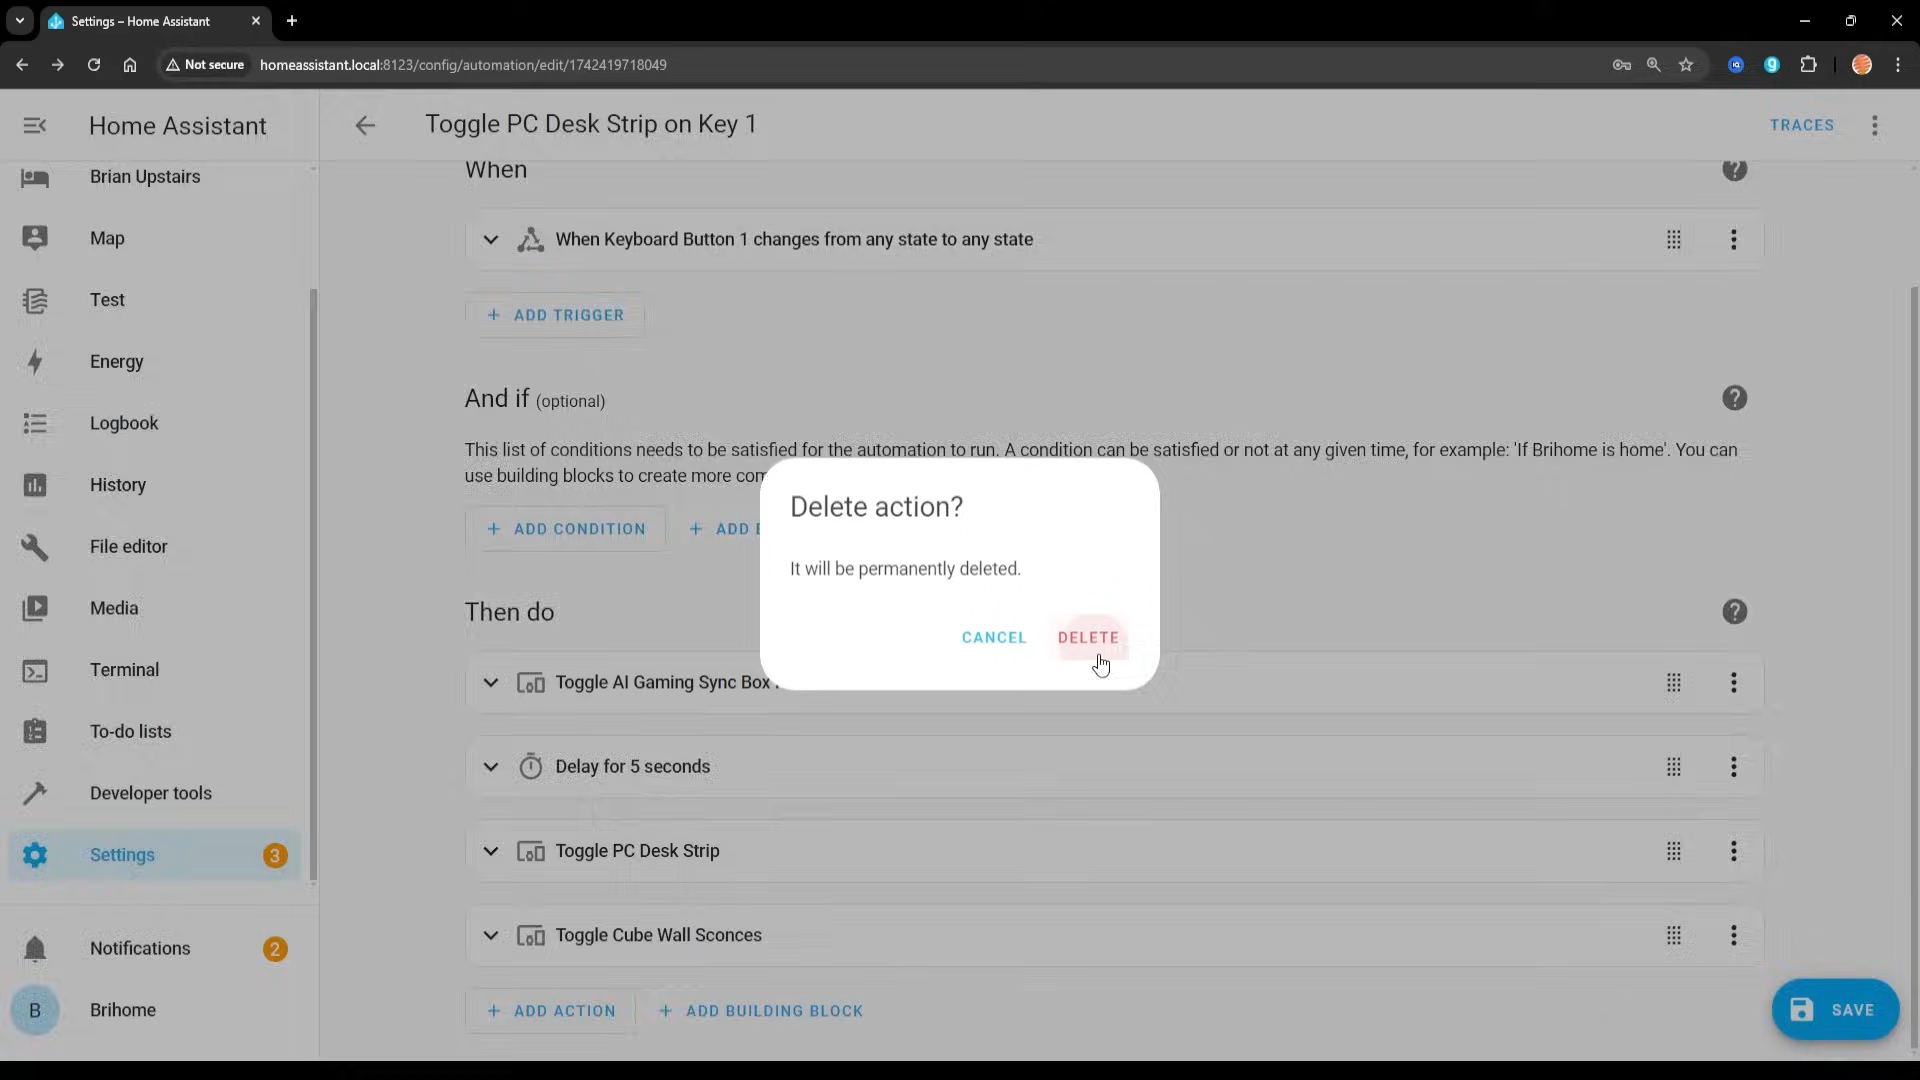 Settings – Home Assistant
Not secure
homeassistant.local:8123/config/automation/edit/1742419718049
Home Assistant
Toggle PC Desk Strip on Key 1
TRACES
Brian Upstairs
Map
Test
Energy
Logbook
History
File editor
Media
Terminal
To-do lists
Developer tools
Settings
3
Notifications
2
B
Brihome
When
When Keyboard Button 1 changes from any state to any state
ADD TRIGGER
And if (optional)
This list of conditions needs to be satisfied for the automation to run. A condition can be satisfied or not at any given time, for example: 'If Brihome is home'. You can
use building blocks to create more
ADD CONDITION
ADD
Delete action?
It will be permanently deleted.
CANCEL
DELETE
Then do
Toggle AI Gaming Sync Box
Delay for 5 seconds
Toggle PC Desk Strip
Toggle Cube Wall Sconces
ADD ACTION
ADD BUILDING BLOCK
SAVE